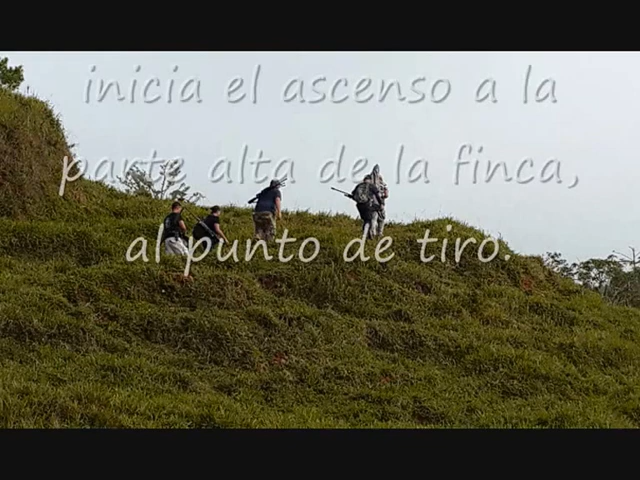 inicia el ascenso a la
parte alta de la finca,
al punto de tiro.